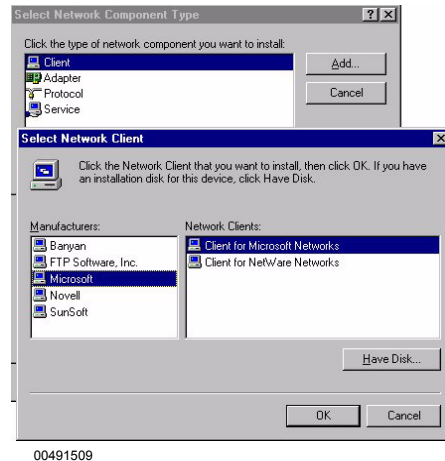 Select Network Component Type
Click the type of network component you want to install:
Client
Adapter
Protocol
Service
Add...
Cancel
Select Network Client
Click the Network Client that you want to install, then click OK. If you have
an installation disk for this device, click Have Disk.
Manufacturers:
Banyan
FTP Software, Inc.
Microsoft
Novell
SunSoft
Network Clients:
Client for Microsoft Networks
Client for NetWare Networks
Have Disk...
OK
Cancel
00491509